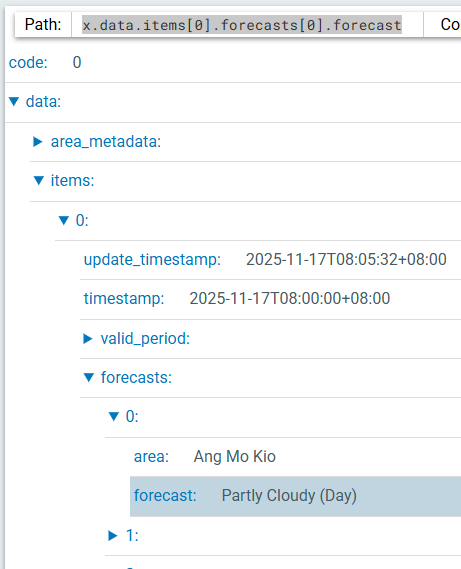 Path: x.data.items[0].forecasts[0].forecast Co
code: 0
data:
area_metadata:
items:
0:
update_timestamp: 2025-11-17T08:05:32+08:00
timestamp: 2025-11-17T08:00:00+08:00
valid_period:
forecasts:
0:
area: Ang Mo Kio
forecast: Partly Cloudy (Day)
1: